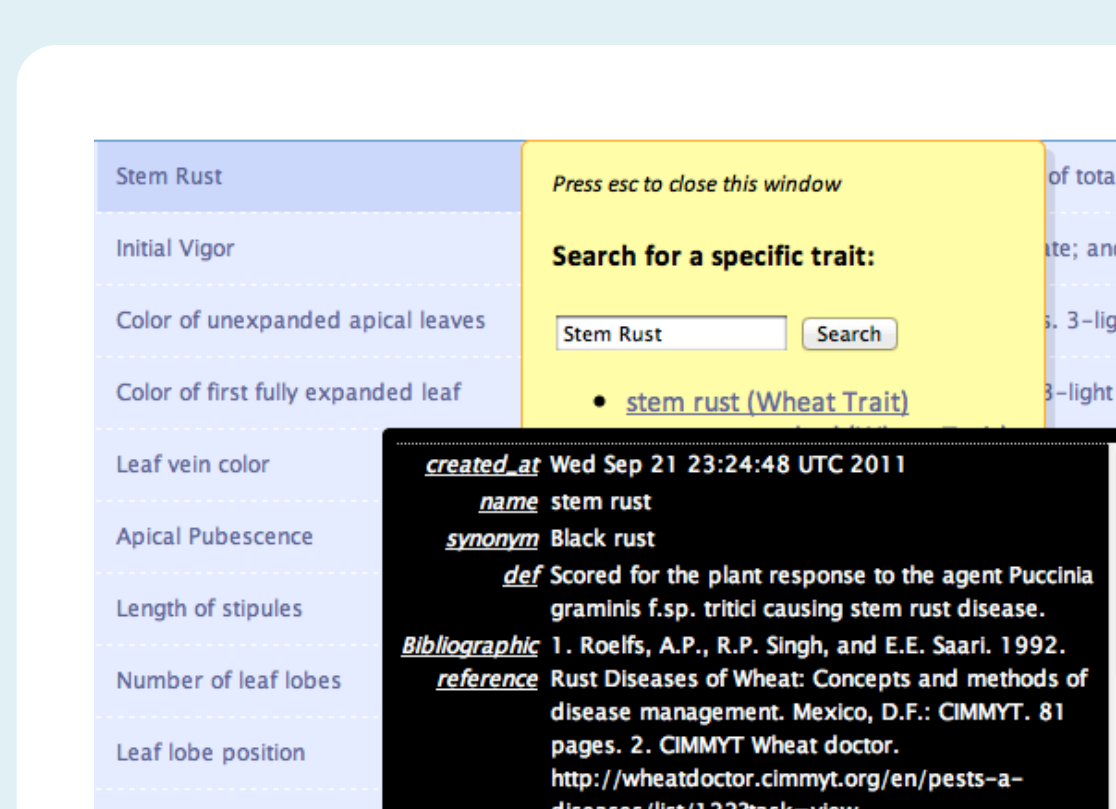 Stem Rust
Initial Vigor
Color of unexpanded apical leaves
Color of first fully expanded leaf
Leaf vein color
Apical Pubescence
Length of stipules
Number of leaf lobes
Leaf lobe position
Press esc to close this window
Search for a specific trait:
Stem Rust Search
• stem rust (Wheat Trait)
of tota
3-light
created_at Wed Sep 21 23:24:48 UTC 2011
name stem rust
synonym Black rust
def Scored for the plant response to the agent Puccinia
graminis f.sp. tritici causing stem rust disease.
Bibliographic 1. Roelfs, A.P., R.P. Singh, and E.E. Saari. 1992.
reference Rust Diseases of Wheat: Concepts and methods of
disease management. Mexico, D.F.: CIMMYT. 81
pages. 2. CIMMYT Wheat doctor.
http://wheatdoctor.cimmyt.org/en/pests-a-